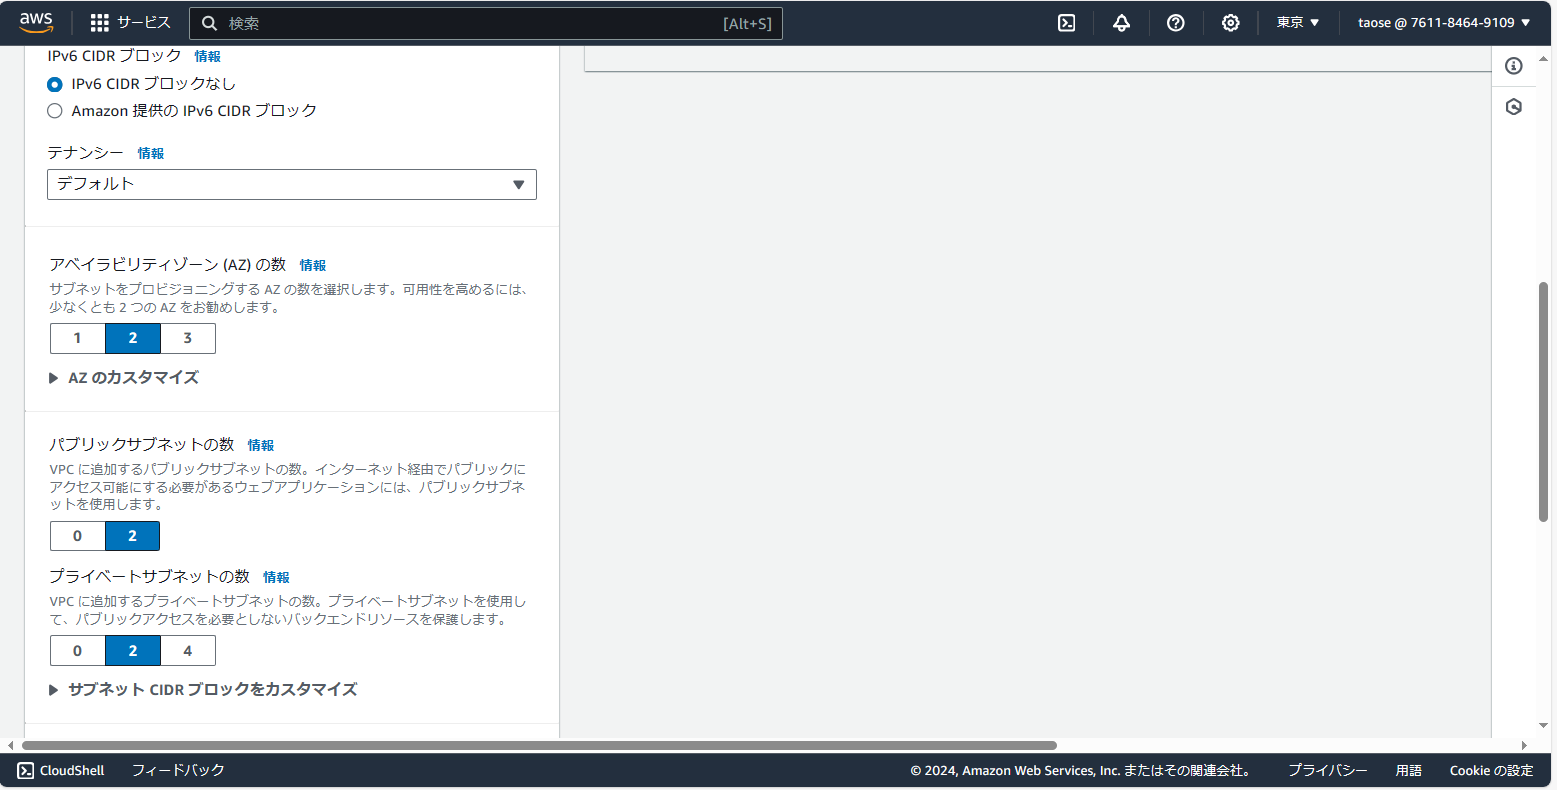 aws
サービス
検索
[Alt+S]
東京 ▼
taose @ 7611-8464-9109 ▼
IPv6 CIDR ブロック 情報
IPv6 CIDR ブロックなし
Amazon 提供の IPv6 CIDR ブロック
テナンシー 情報
デフォルト
アベイラビリティゾーン (AZ) の数 情報
サブネットをプロビジョニングする AZ の数を選択します。可用性を高めるには、
少なくとも 2 つの AZ をお勧めします。
1 2 3
AZ のカスタマイズ
パブリックサブネットの数 情報
VPC に追加するパブリックサブネットの数。インターネット経由でパブリックに
アクセス可能にする必要があるウェブアプリケーションには、パブリックサブネ
ットを使用します。
0 2
プライベートサブネットの数 情報
VPC に追加するプライベートサブネットの数。プライベートサブネットを使用し
て、パブリックアクセスを必要としないバックエンドリソースを保護します。
0 2 4
サブネット CIDR ブロックをカスタマイズ
CloudShell
フィードバック
© 2024, Amazon Web Services, Inc. またはその関連会社。
プライバシー
用語
Cookie の設定